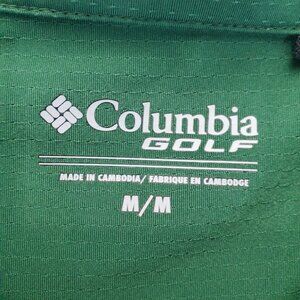 Columbia
GOLF
MADE IN CAMBODIA/ FABRIQUE EN CAMBODGE
M/M